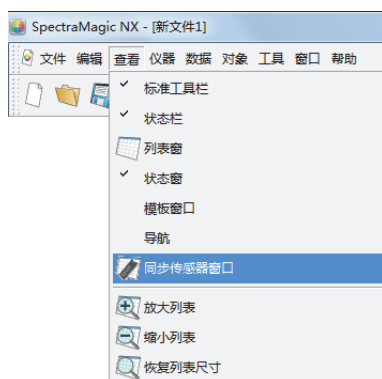 SpectraMagic NX - [新文件1]
文件 编辑 查看 仪器 数据 对象 工具 窗口 帮助
标准工具栏
状态栏
列表窗
状态窗
模板窗口
导航
同步传感器窗口
放大列表
缩小列表
恢复列表尺寸